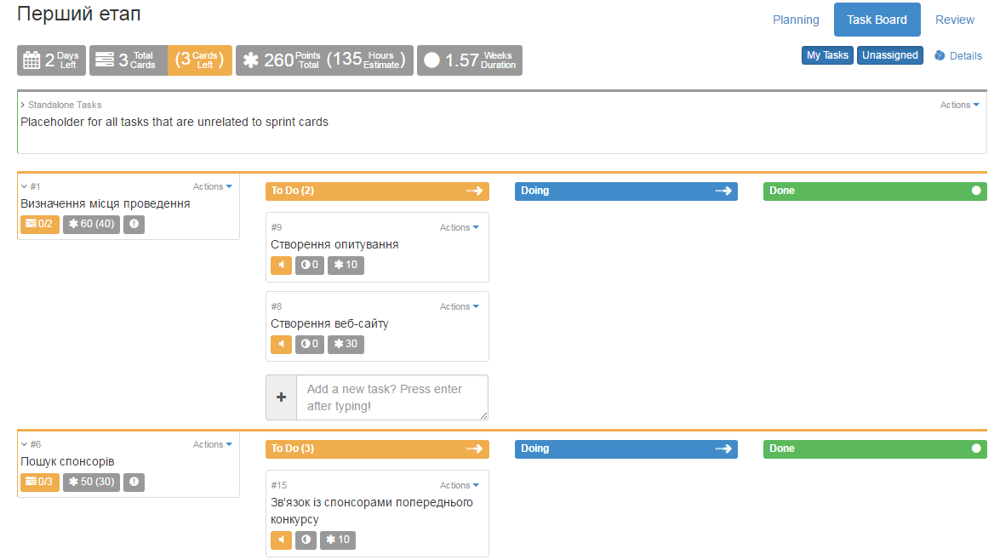 Перший етап
Planning
Task Board
Review
2 Days Left
3 Total Cards
(3 Cards Left)
260 Points Total (135 Hours Estimate)
1.57 Weeks Duration
My Tasks
Unassigned
Details
Standalone Tasks
Actions
Placeholder for all tasks that are unrelated to sprint cards
#1
Actions
Визначення місця проведення
0/2
60 (40)
To Do (2)
Doing
Done
#9
Actions
Створення опитування
0
10
#8
Actions
Створення веб-сайту
0
30
Add a new task? Press enter
after typing!
#6
Actions
Пошук спонсорів
0/3
50 (30)
To Do (3)
Doing
Done
#15
Actions
Зв'язок із спонсорами попереднього
конкурсу
10